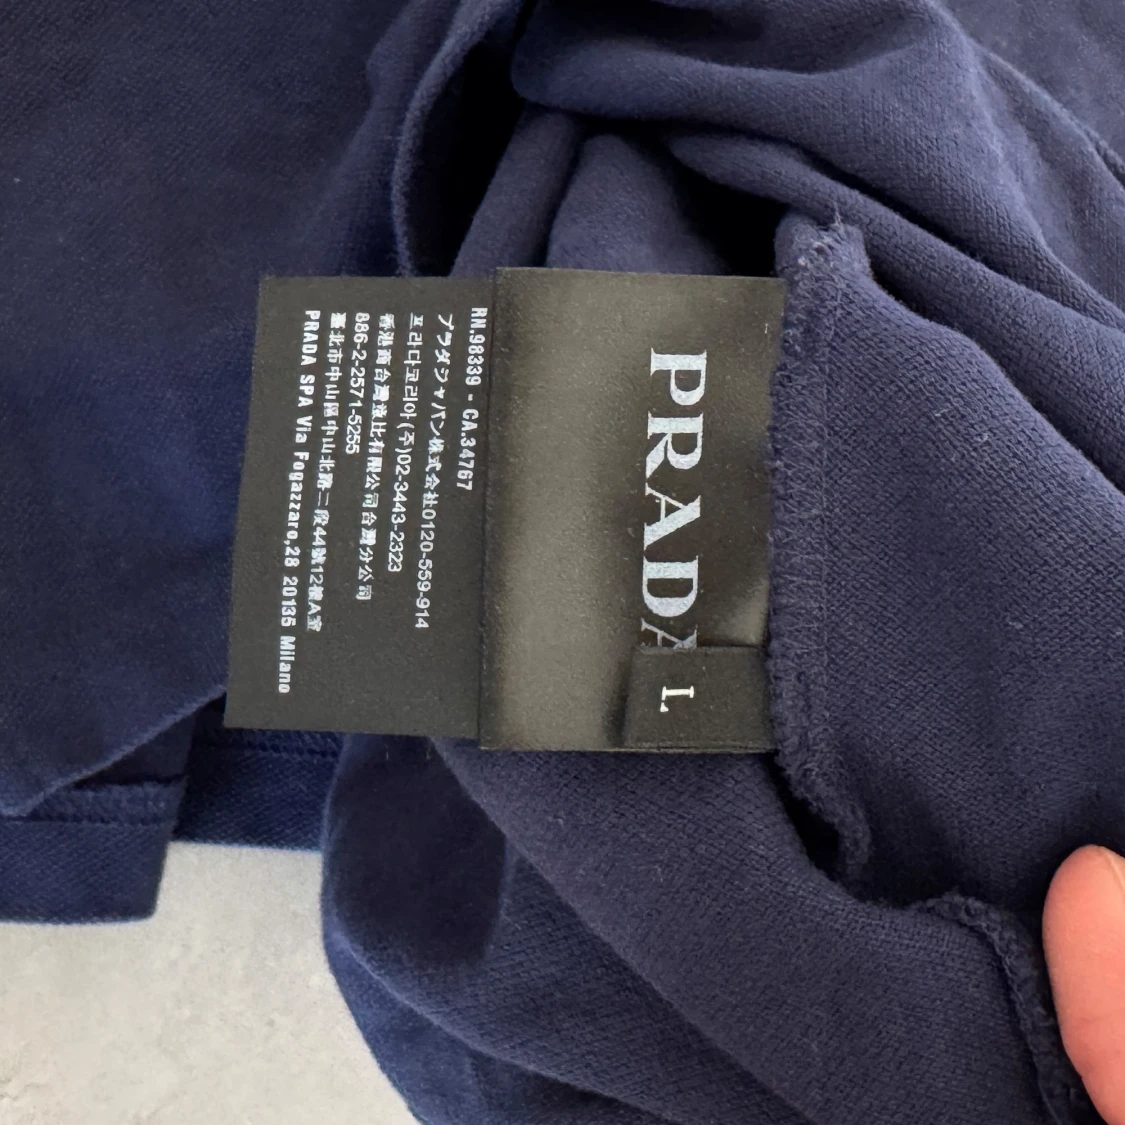 RN.98339 - CA.34767
プラダジャパン株式会社0120-559-914
프라다코리아(주)02-3443-2323
香港商台灣普拉達有限公司台灣分公司
886-2-2571-5255
臺北市中山區中山北路二段44號12樓A室
PRADA SPA Via Fogazzaro,28 20135 Milano
PRADA
L